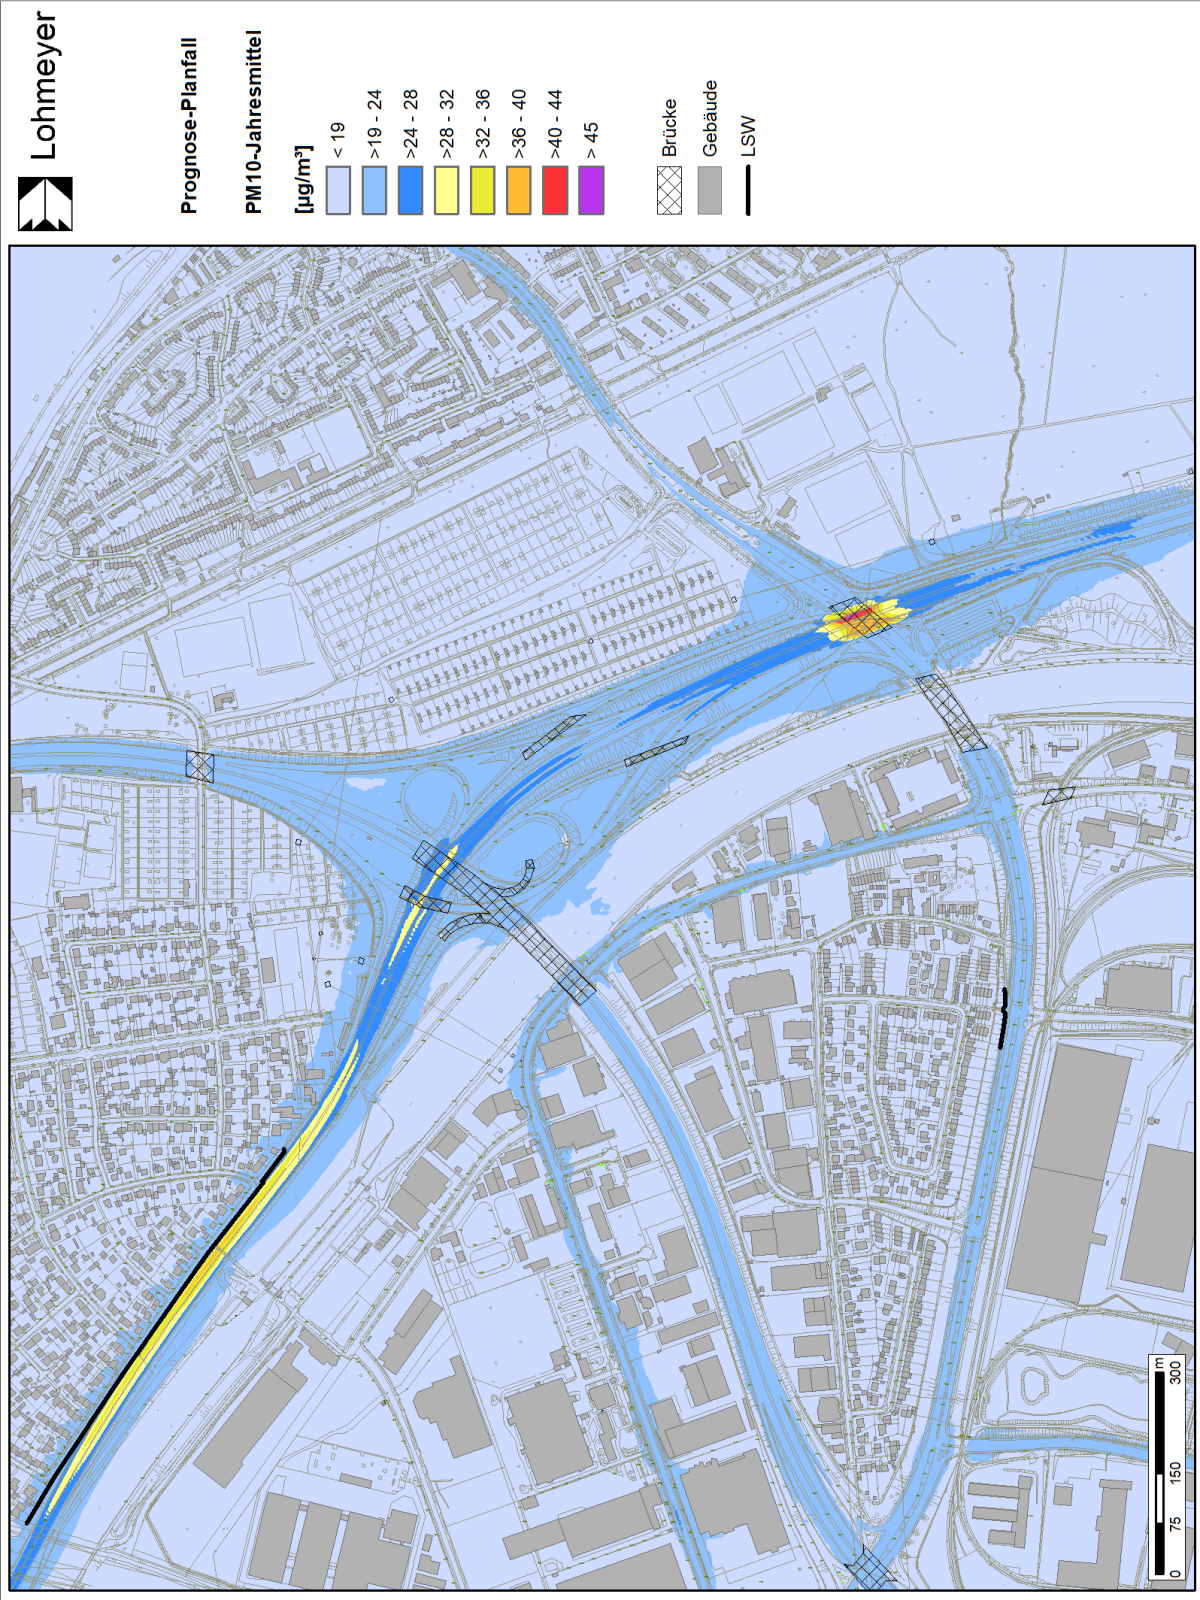 Lohmeyer
Prognose-Planfall
PM10-Jahresmittel
[µg/m³]
< 19
>19 - 24
>24 - 28
>28 - 32
>32 - 36
>36 - 40
>40 - 44
> 45
Brücke
Gebäude
LSW
0 75 150 300 m